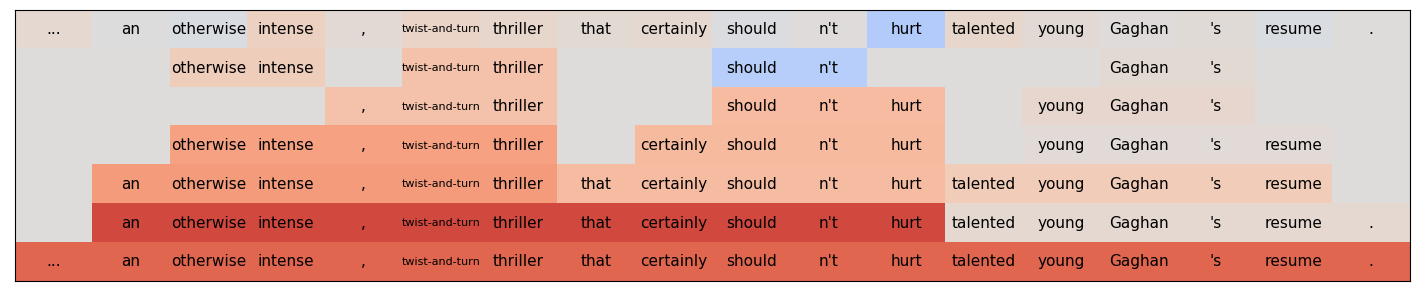 ... an otherwise intense , twist-and-turn thriller that certainly should n't hurt talented young Gaghan 's resume .
otherwise intense twist-and-turn thriller should n't Gaghan 's
, twist-and-turn thriller should n't hurt young Gaghan 's
otherwise intense , twist-and-turn thriller certainly should n't hurt young Gaghan 's resume
an otherwise intense , twist-and-turn thriller that certainly should n't hurt talented young Gaghan 's resume
an otherwise intense , twist-and-turn thriller that certainly should n't hurt talented young Gaghan 's resume .
... an otherwise intense , twist-and-turn thriller that certainly should n't hurt talented young Gaghan 's resume .